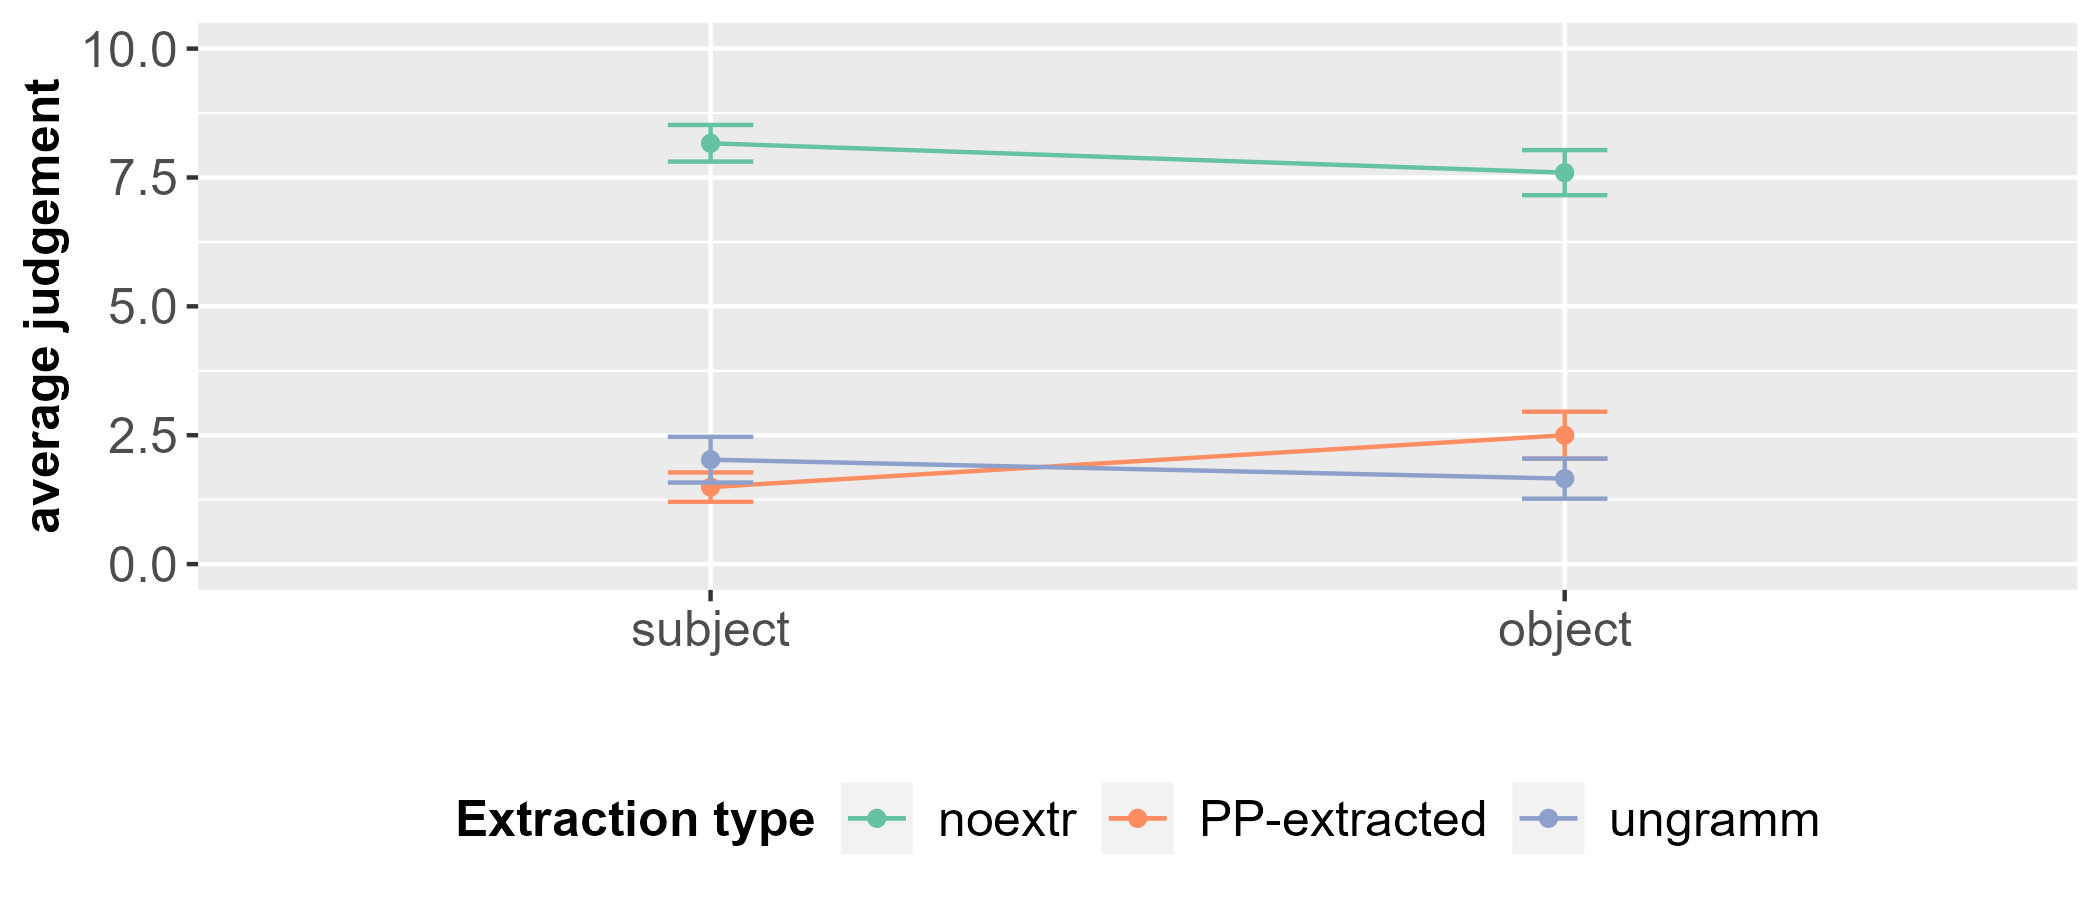 average judgement
10.0
7.5
5.0
2.5
0.0
subject object
Extraction type noextr PP-extracted ungramm